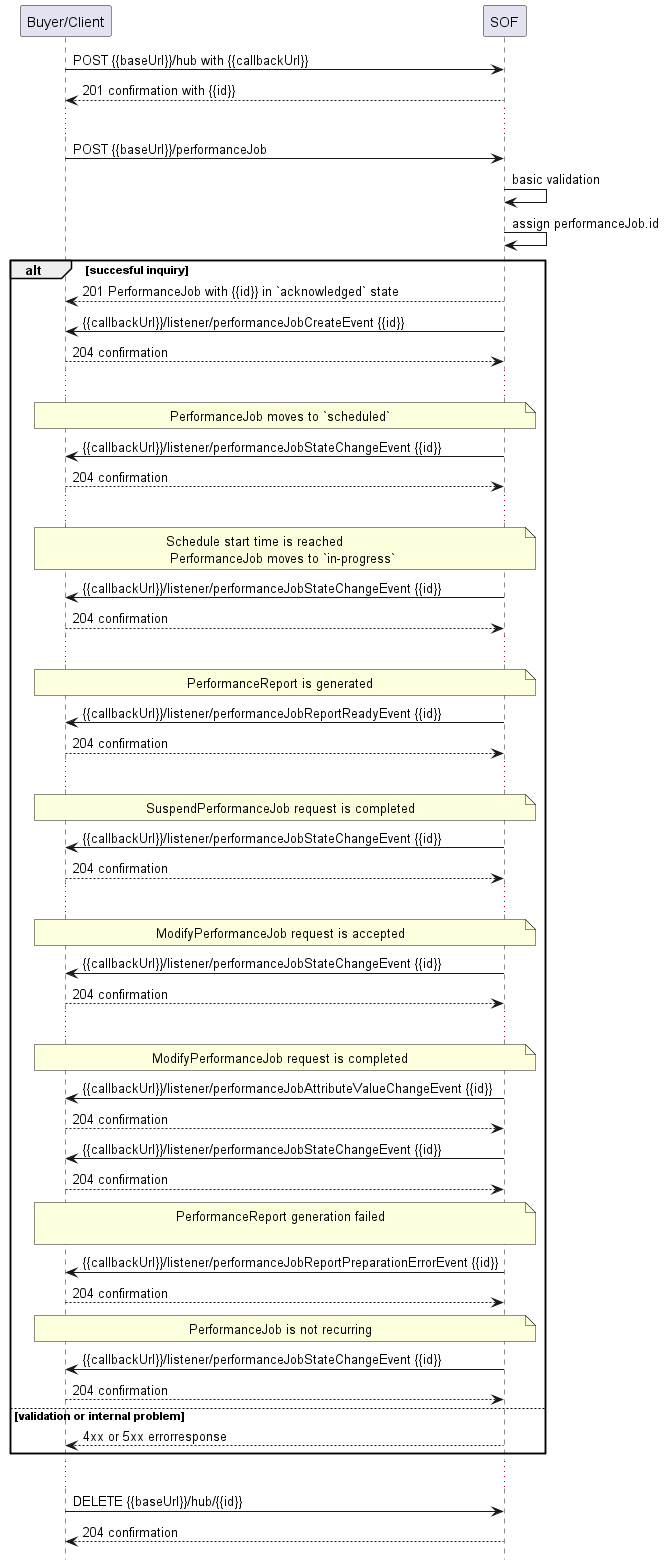 Buyer/Client
SOF
POST {{baseUrl}}/hub with {{callbackUrl}}
201 confirmation with {{id}}
POST {{baseUrl}}/performanceJob
basic validation
assign performanceJob.id
alt
[succesful inquiry]
201 PerformanceJob with {{id}} in `acknowledged` state
{{callbackUrl}}/listener/performanceJobCreateEvent {{id}}
204 confirmation
PerformanceJob moves to `scheduled`
{{callbackUrl}}/listener/performanceJobStateChangeEvent {{id}}
204 confirmation
Schedule start time is reached
PerformanceJob moves to `in-progress`
{{callbackUrl}}/listener/performanceJobStateChangeEvent {{id}}
204 confirmation
PerformanceReport is generated
{{callbackUrl}}/listener/performanceJobReportReadyEvent {{id}}
204 confirmation
SuspendPerformanceJob request is completed
{{callbackUrl}}/listener/performanceJobStateChangeEvent {{id}}
204 confirmation
ModifyPerformanceJob request is accepted
{{callbackUrl}}/listener/performanceJobStateChangeEvent {{id}}
204 confirmation
ModifyPerformanceJob request is completed
{{callbackUrl}}/listener/performanceJobAttributeValueChangeEvent {{id}}
204 confirmation
{{callbackUrl}}/listener/performanceJobStateChangeEvent {{id}}
204 confirmation
PerformanceReport generation failed
{{callbackUrl}}/listener/performanceJobReportPreparationErrorEvent {{id}}
204 confirmation
PerformanceJob is not recurring
{{callbackUrl}}/listener/performanceJobStateChangeEvent {{id}}
204 confirmation
[validation or internal problem]
4xx or 5xx errorresponse
DELETE {{baseUrl}}/hub/{{id}}
204 confirmation